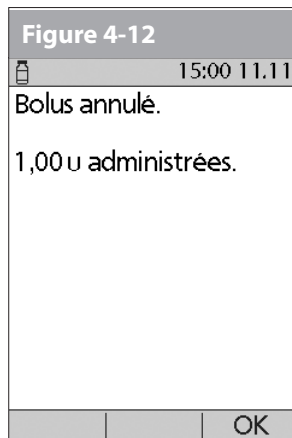 Figure 4-12
15:00 11.11
Bolus annulé.
1,00 u administrées.
OK